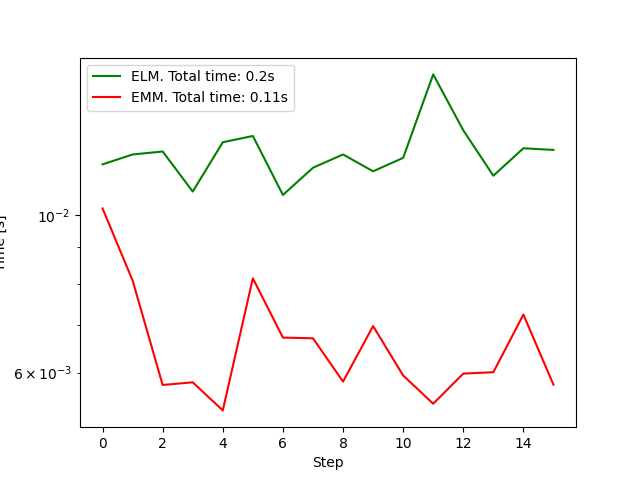 ELM. Total time: 0.2s
EMM. Total time: 0.11s
10⁻²
6 × 10⁻³
0 2 4 6 8 10 12 14
Step